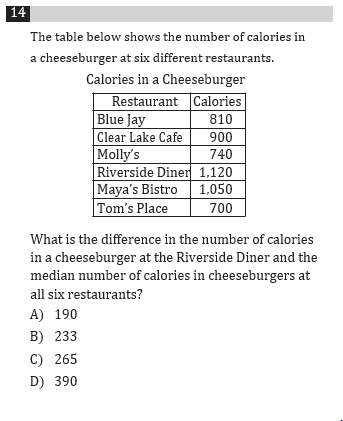 14
The table below shows the number of calories in
a cheeseburger at six different restaurants.
Calories in a Cheeseburger
Restaurant Calories
Blue Jay 810
Clear Lake Cafe 900
Molly's 740
Riverside Diner 1,120
Maya's Bistro 1,050
Tom's Place 700
What is the difference in the number of calories
in a cheeseburger at the Riverside Diner and the
median number of calories in cheeseburgers at
all six restaurants?
A) 190
B) 233
C) 265
D) 390